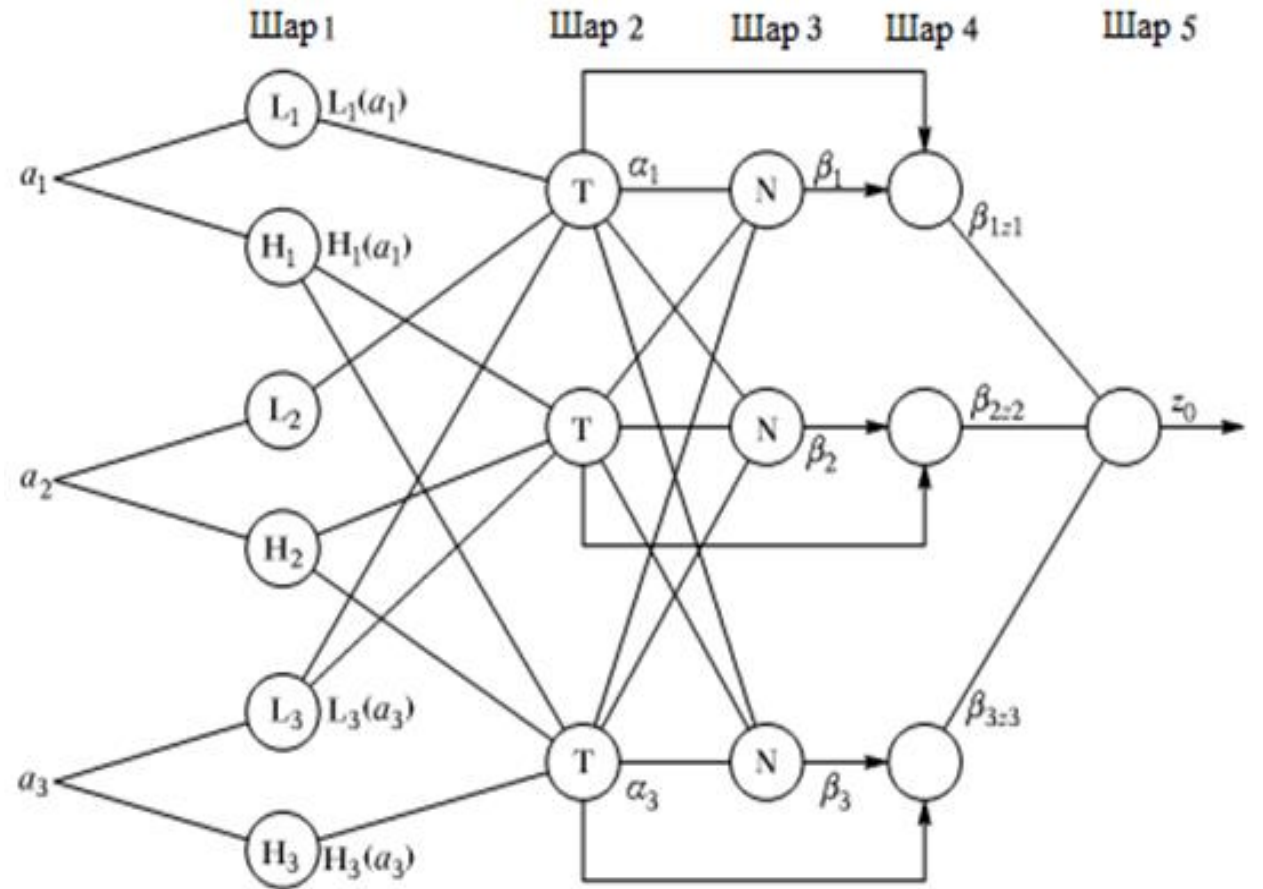 Шар 1 Шар 2 Шар 3 Шар 4 Шар 5
L₁ L₁(a₁)
a₁
H₁ H₁(a₁)
T α₁ N β₁
β₁z₁
L₂
a₂
H₂
T N β₂ β₂z₂ z₀
L₃ L₃(a₃)
a₃
H₃ H₃(a₃)
T α₃ N β₃
β₃z₃